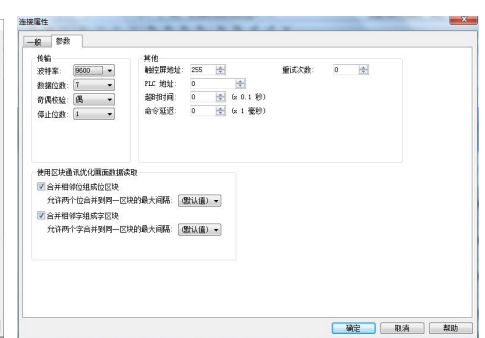 连接属性
一般 参数
传输
波特率: 9600
数据位数: 7
奇偶校验: 偶
停止位数: 1
其他
触控屏地址: 255
重试次数: 0
PLC 地址: 0
超时时间: 0 (x 0.1 秒)
命令延迟: 0 (x 1 毫秒)
使用区块通讯优化画面数据读取
合并相邻位组成位区块
允许两个位合并到同一区块的最大间隔: (默认值)
合并相邻字组成字区块
允许两个字合并到同一区块的最大间隔: (默认值)
确定 取消 帮助